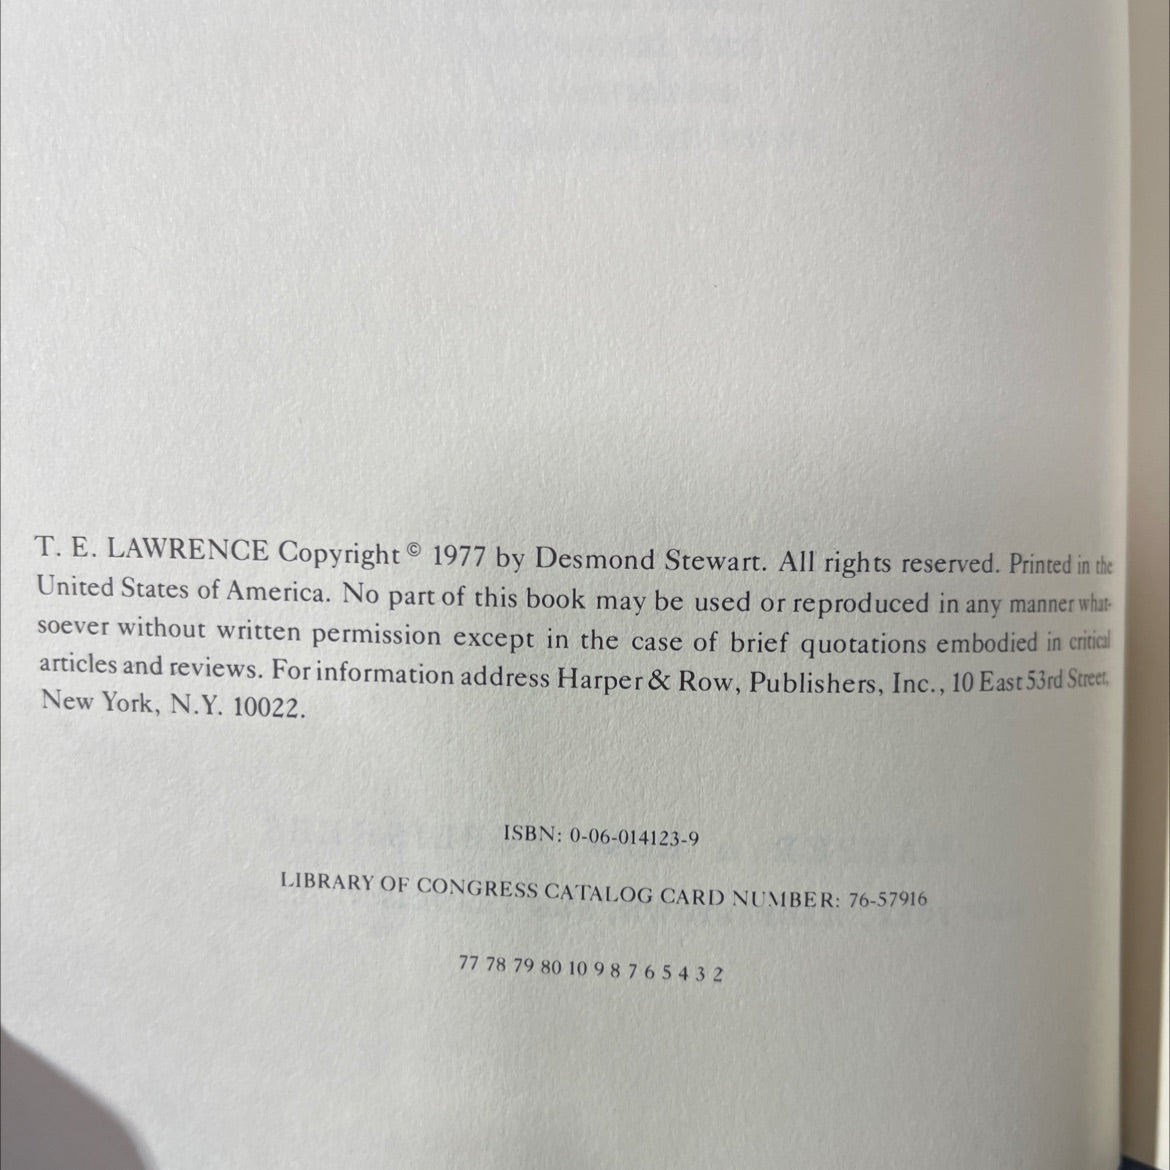 T. E. LAWRENCE Copyright © 1977 by Desmond Stewart. All rights reserved. Printed in the
United States of America. No part of this book may be used or reproduced in any manner what-
soever without written permission except in the case of brief quotations embodied in critical
articles and reviews. For information address Harper & Row, Publishers, Inc., 10 East 53rd Street,
New York, N.Y. 10022.
ISBN: 0-06-014123-9
LIBRARY OF CONGRESS CATALOG CARD NUMBER: 76-57916
77 78 79 80 10 9 8 7 6 5 4 3 2